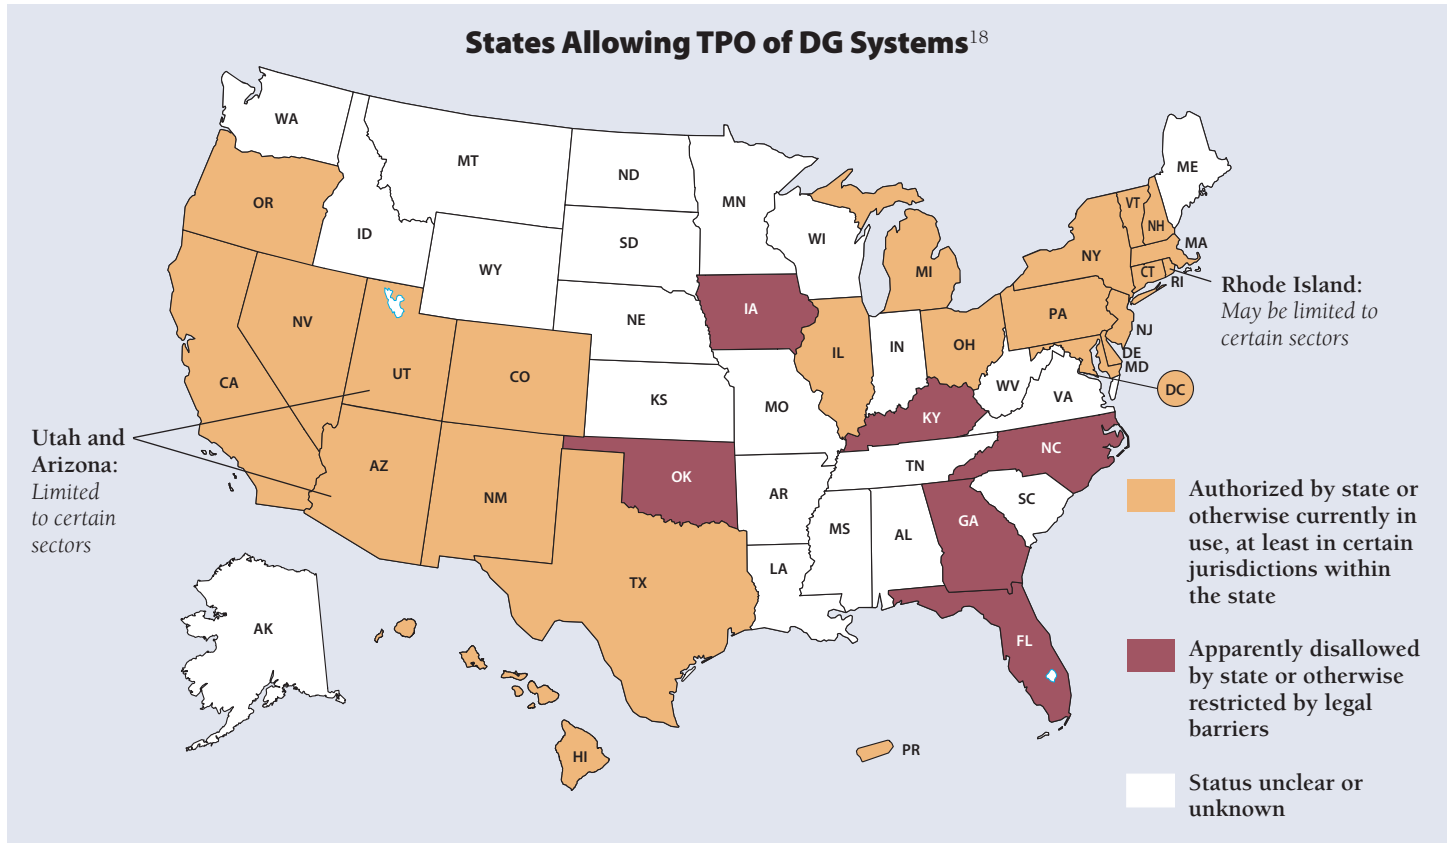 States Allowing TPO of DG Systems18
WA
MT
ND
MN
ME
OR
ID
SD
WI
VT
NH
WY
MI
NY
MA
CT
RI
Rhode Island:
May be limited to
certain sectors
NV
NE
IA
PA
NJ
IL
IN
OH
DE
MD
CA
UT
CO
KS
MO
WV
VA
DC
KY
Utah and
Arizona:
Limited
to certain
sectors
AZ
NM
OK
AR
TN
NC
SC
MS
AL
GA
TX
LA
AK
FL
HI
PR
Authorized by state or
otherwise currently in
use, at least in certain
jurisdictions within
the state
Apparently disallowed
by state or otherwise
restricted by legal
barriers
Status unclear or
unknown